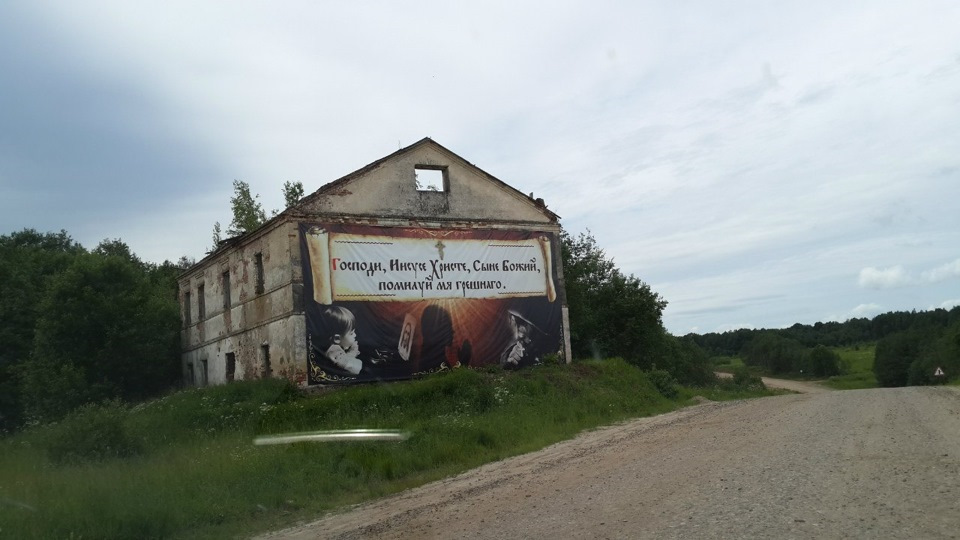 Господи, Иисусе Христе, Сыне Божий,
помилуй мя грешнаго.